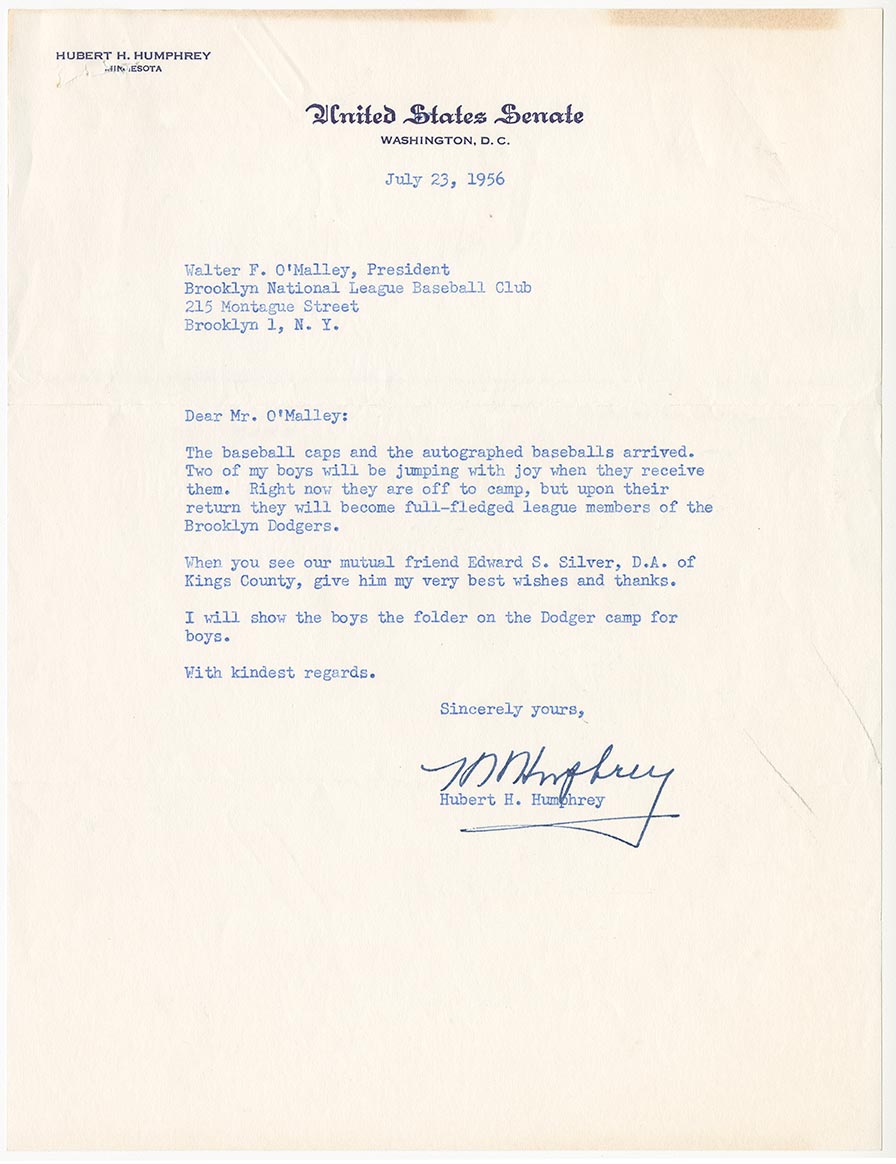 HUBERT H. HUMPHREY
MINNESOTA
United States Senate
WASHINGTON, D. C.
July 23, 1956
Walter F. O'Malley, President
Brooklyn National League Baseball Club
215 Montague Street
Brooklyn 1, N. Y.
Dear Mr. O'Malley:
The baseball caps and the autographed baseballs arrived.
Two of my boys will be jumping with joy when they receive
them. Right now they are off to camp, but upon their
return they will become full-fledged league members of the
Brooklyn Dodgers.
When you see our mutual friend Edward S. Silver, D.A. of
Kings County, give him my very best wishes and thanks.
I will show the boys the folder on the Dodger camp for
boys.
With kindest regards.
Sincerely yours,
HHHumphrey
Hubert H. Humphrey